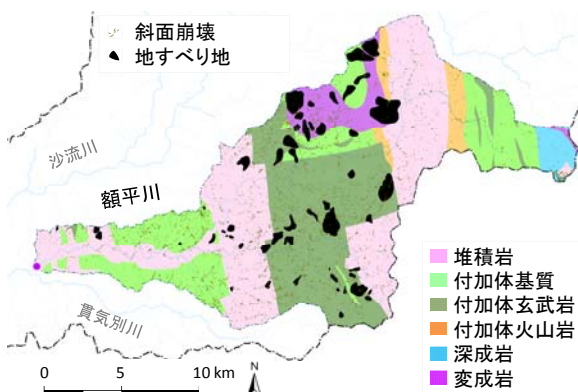 斜面崩壊
地すべり地
沙流川
額平川
貫気別川
堆積岩
付加体基質
付加体玄武岩
付加体火山岩
深成岩
変成岩
0 5 10 km
N